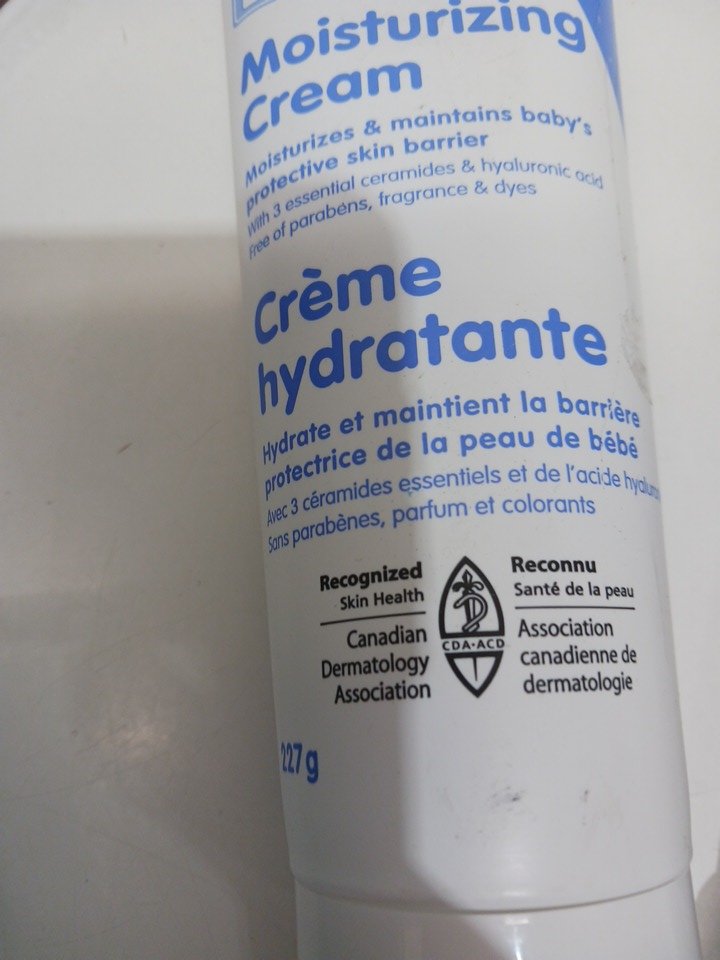 Moisturizing
Cream
Moisturizes & maintains baby's
protective skin barrier
With 3 essential ceramides & hyaluronic acid
Free of parabens, fragrance & dyes
Crème
hydratante
Hydrate et maintient la barrière
protectrice de la peau de bébé
Avec 3 céramides essentiels et de l'acide
Sans parabènes, parfum et colorants
Recognized
Skin Health
Canadian
Dermatology
Association
CDA•ACD
Reconnu
Santé de la peau
Association
canadienne de
dermatologie
227g